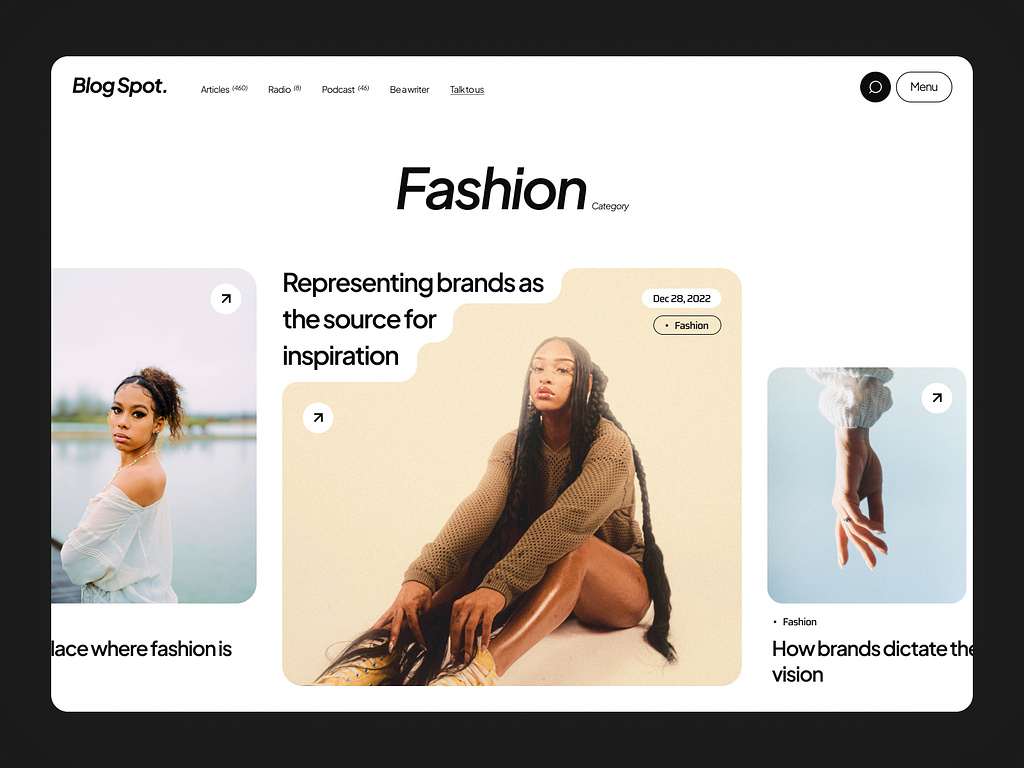 Blog Spot.
Articles (460)
Radio (8)
Podcast (46)
Be a writer
Talk to us
Menu
Fashion
Category
Representing brands as
the source for
inspiration
Dec 28, 2022
• Fashion
lace where fashion is
• Fashion
How brands dictate the
vision